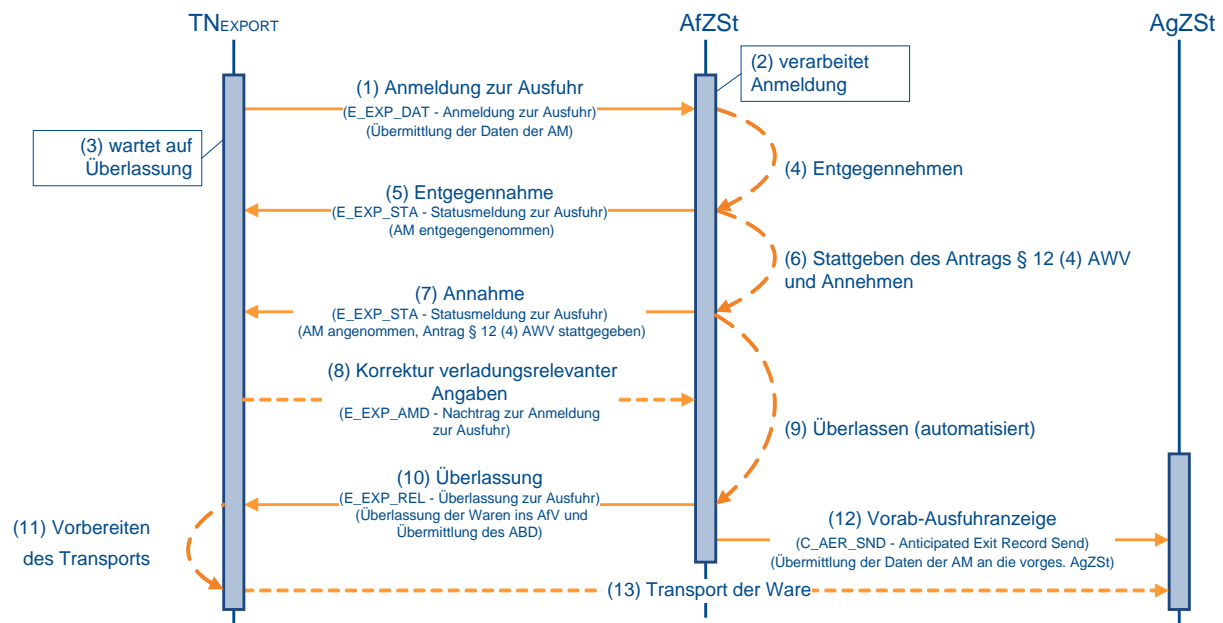 TNEXPORT
AfZSt
AgZSt
(1) Anmeldung zur Ausfuhr
(E_EXP_DAT - Anmeldung zur Ausfuhr)
(Übermittlung der Daten der AM)
(2) verarbeitet
Anmeldung
(3) wartet auf
Überlassung
(4) Entgegennehmen
(5) Entgegennahme
(E_EXP_STA - Statusmeldung zur Ausfuhr)
(AM entgegengenommen)
(6) Stattgeben des Antrags § 12 (4) AWV
und Annehmen
(7) Annahme
(E_EXP_STA - Statusmeldung zur Ausfuhr)
(AM angenommen, Antrag § 12 (4) AWV stattgegeben)
(8) Korrektur verladungsrelevanter
Angaben
(E_EXP_AMD - Nachtrag zur Anmeldung
zur Ausfuhr)
(9) Überlassen (automatisiert)
(10) Überlassung
(E_EXP_REL - Überlassung zur Ausfuhr)
(Überlassung der Waren ins AfV und
Übermittlung des ABD)
(11) Vorbereiten
des Transports
(12) Vorab-Ausfuhranzeige
(C_AER_SND - Anticipated Exit Record Send)
(Übermittlung der Daten der AM an die vorges. AgZSt)
(13) Transport der Ware